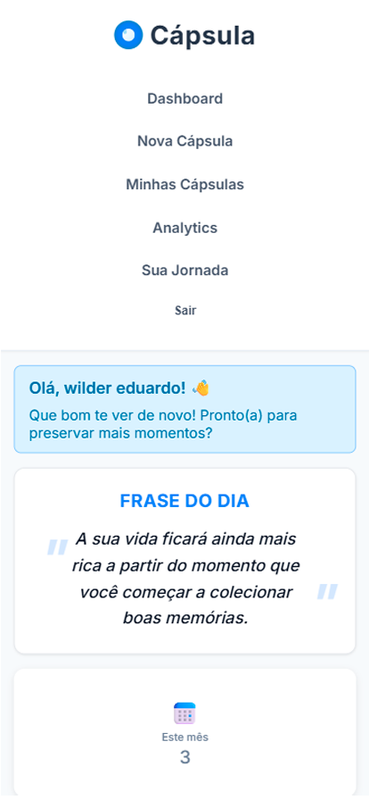 Cápsula
Dashboard
Nova Cápsula
Minhas Cápsulas
Analytics
Sua Jornada
Sair
Olá, wilder eduardo! 👋
Que bom te ver de novo! Pronto(a) para
preservar mais momentos?
FRASE DO DIA
"A sua vida ficará ainda mais
rica a partir do momento que
você começar a colecionar
boas memórias."
Este mês
3